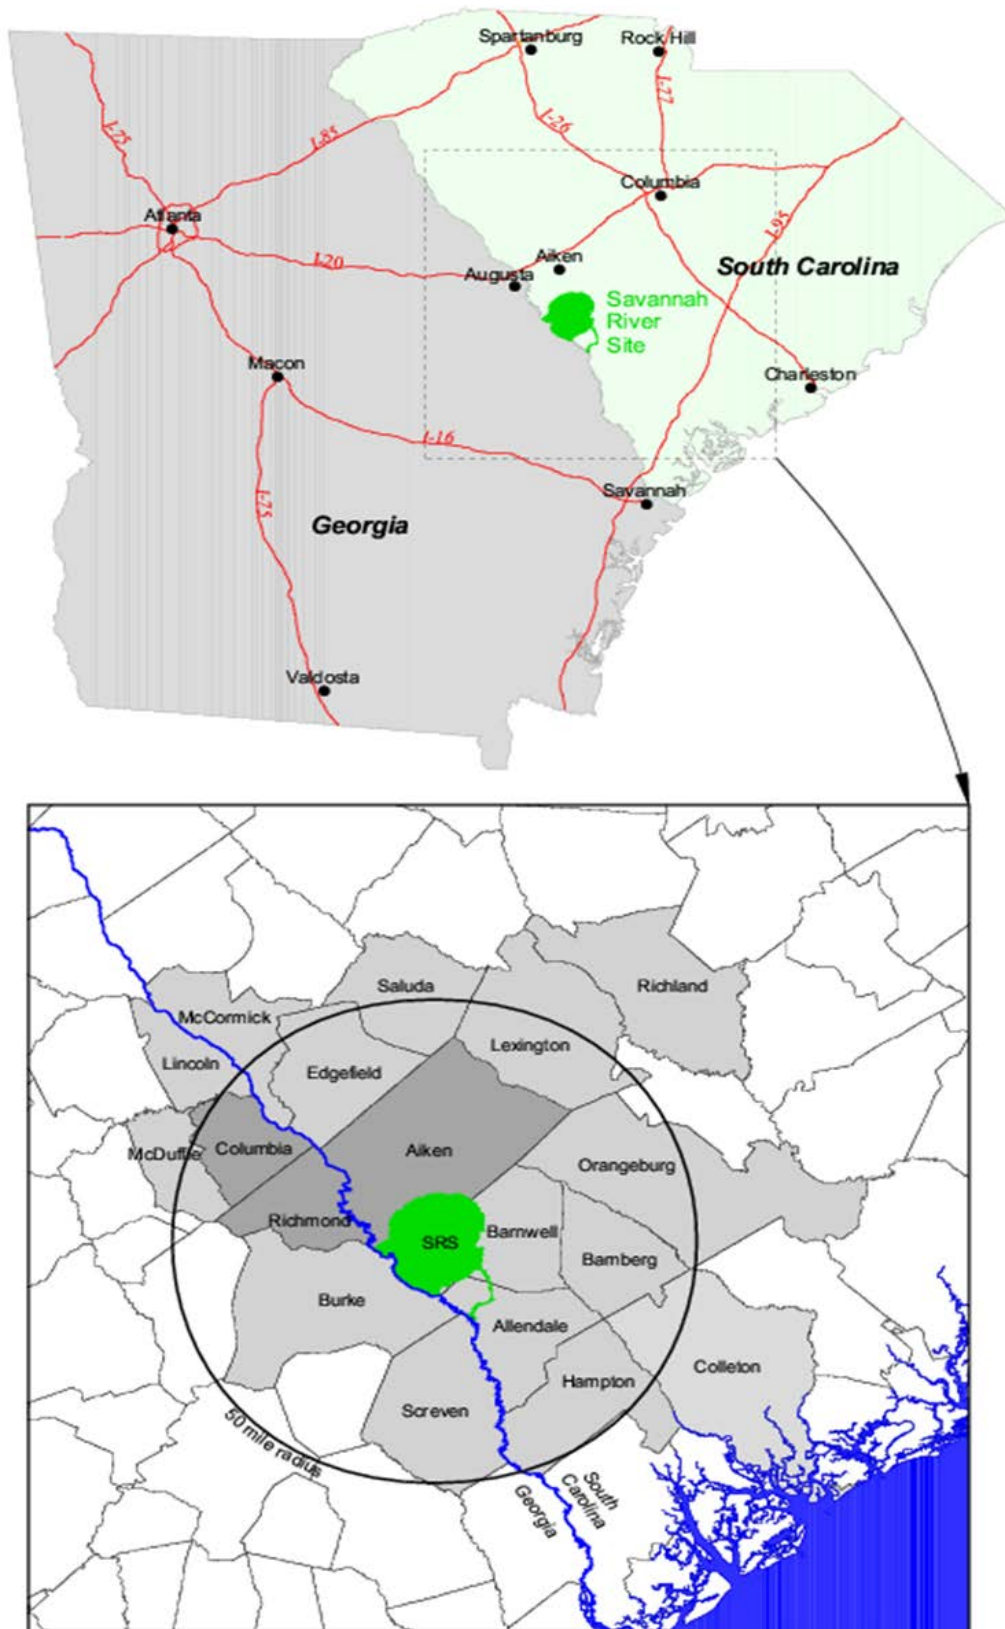 Spartanburg
Rock Hill
I-75
I-85
I-26
I-77
Columbia
Atlanta
I-95
I-20
Aiken
Augusta
South Carolina
Savannah
River
Site
Macon
Charleston
I-16
Savannah
I-75
Georgia
Valdosta
Saluda
Richland
McCormick
Lexington
Lincoln
Edgefield
McDuffie
Columbia
Aiken
Orangeburg
Richmond
SRS
Barnwell
Bamberg
Burke
Allendale
Colleton
Hampton
Screven
50 mile radius
South
Carolina
Georgia